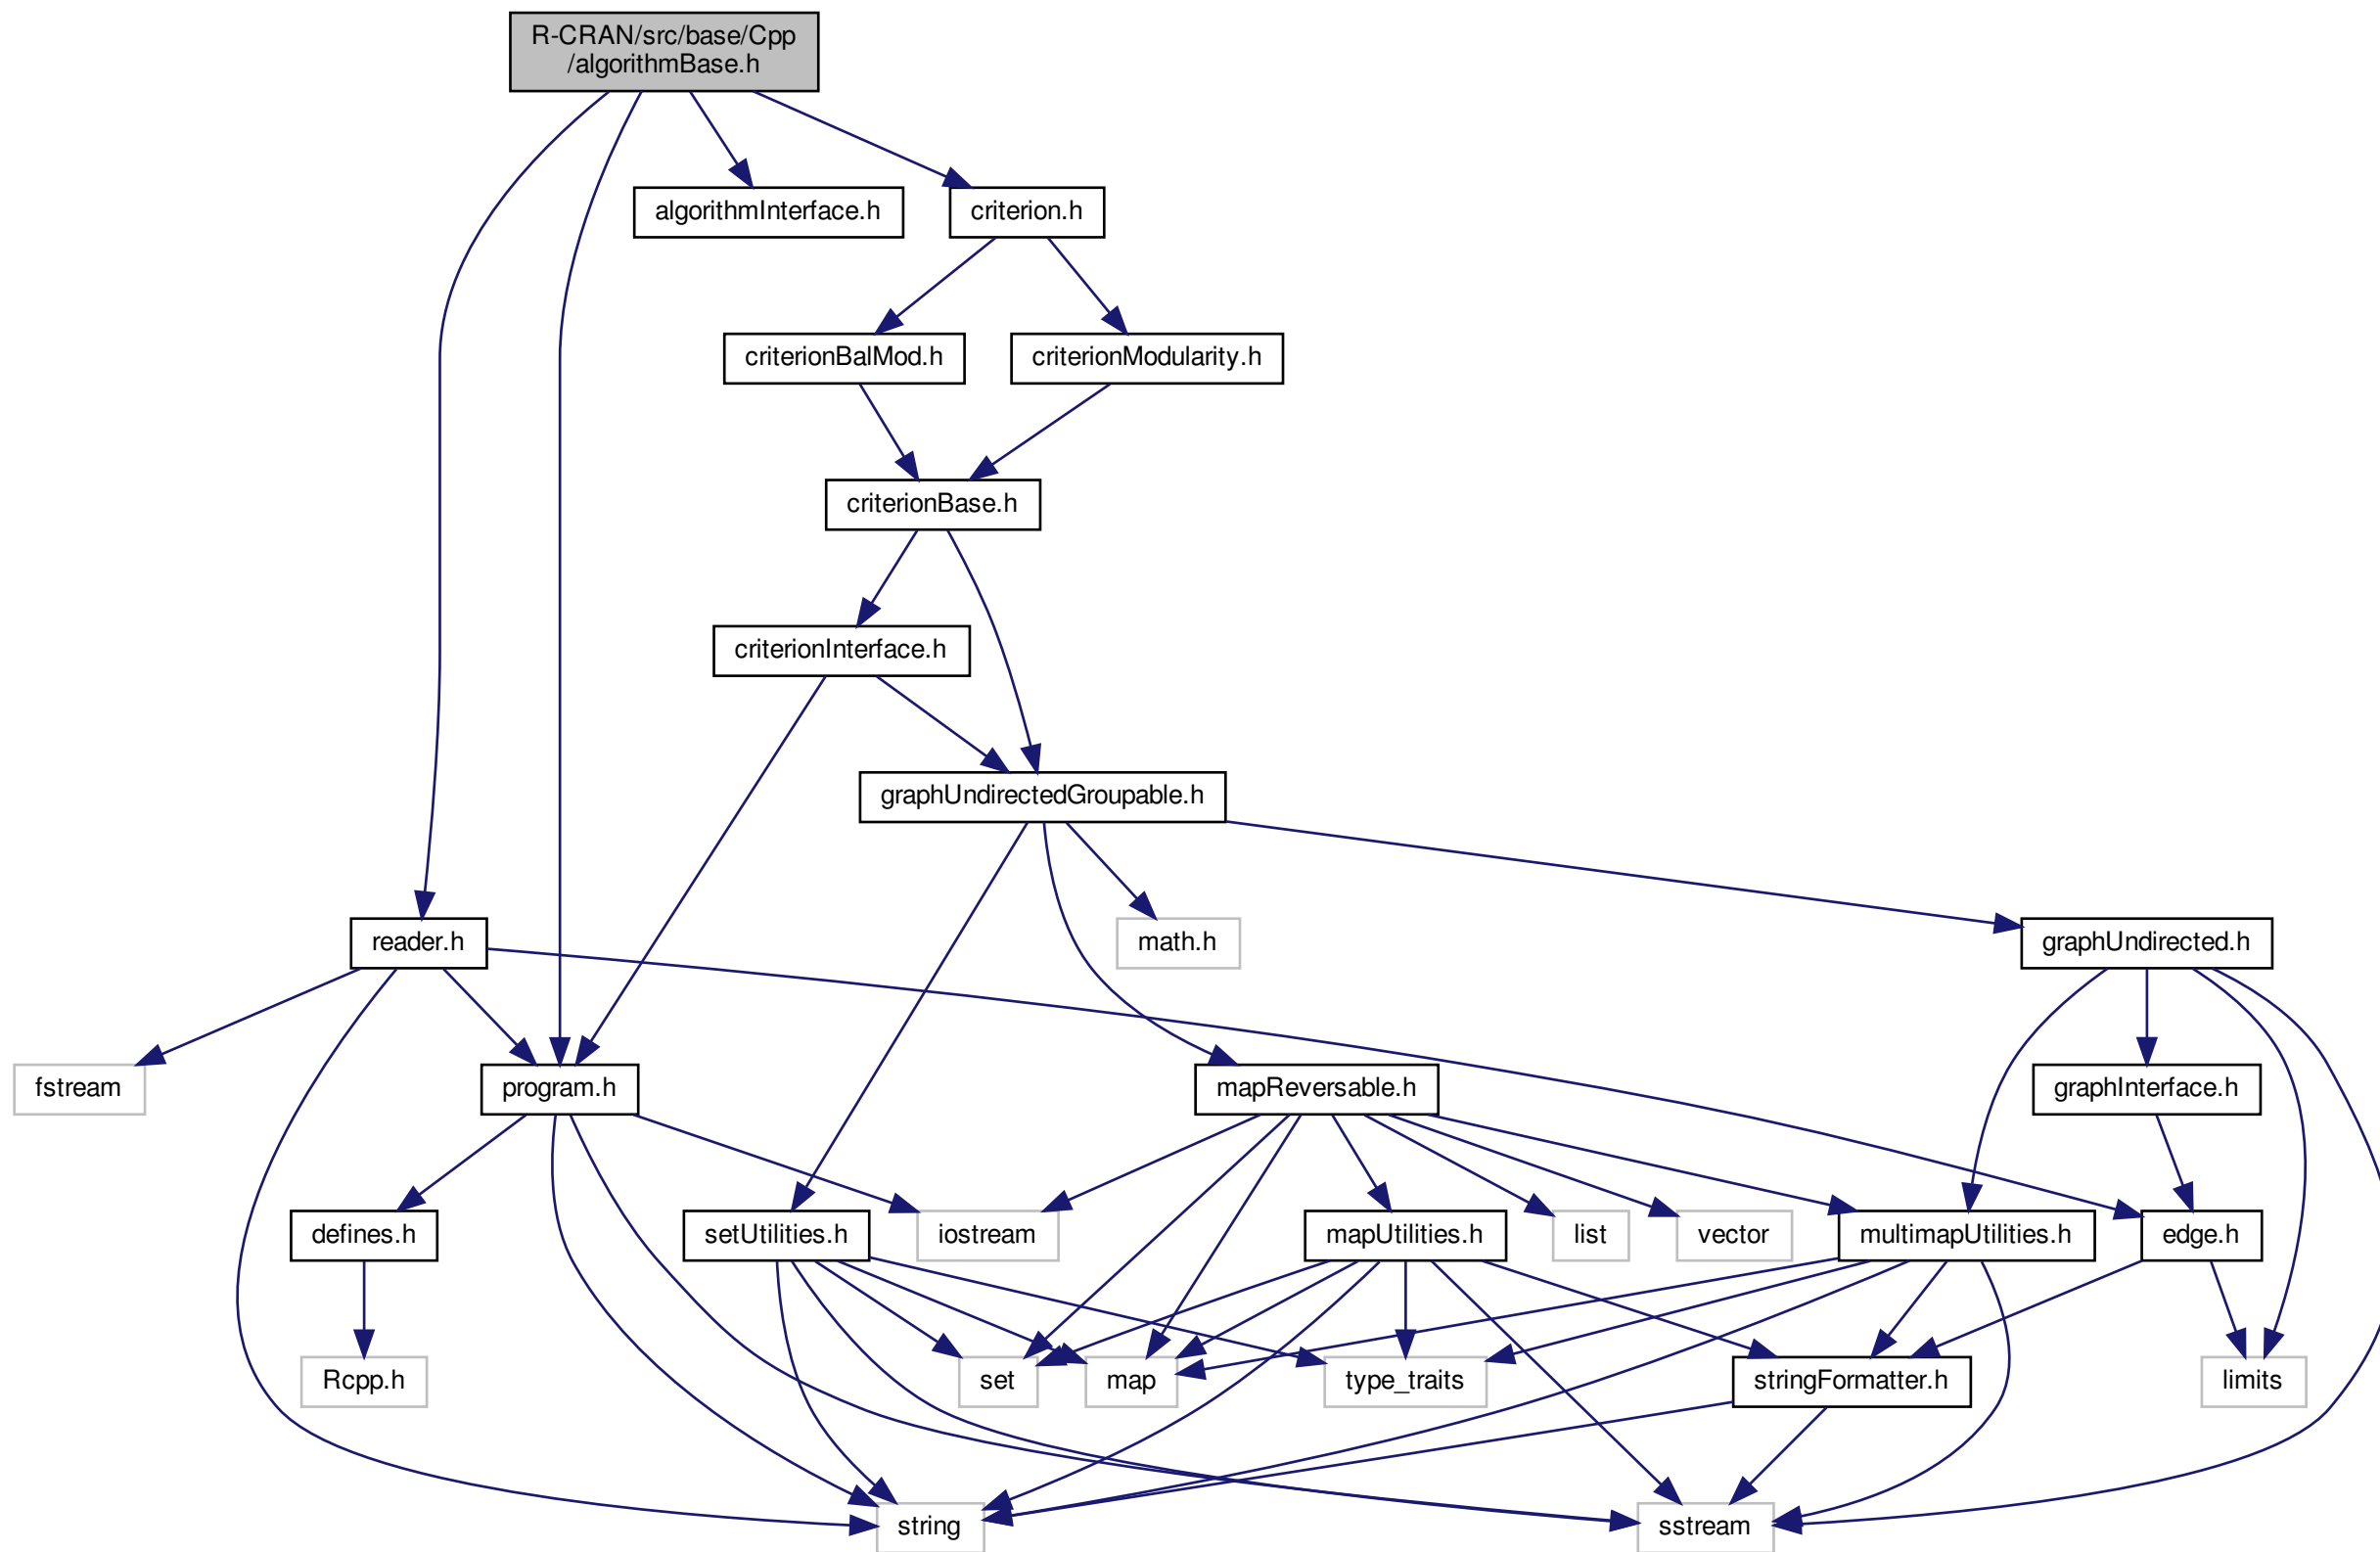 R-CRAN/src/base/Cpp
/algorithmBase.h
algorithmInterface.h
criterion.h
criterionBalMod.h
criterionModularity.h
criterionBase.h
criterionInterface.h
graphUndirectedGroupable.h
reader.h
math.h
graphUndirected.h
fstream
program.h
mapReversable.h
graphInterface.h
defines.h
setUtilities.h
iostream
mapUtilities.h
list
vector
multimapUtilities.h
edge.h
Rcpp.h
set
map
type_traits
stringFormatter.h
limits
string
sstream